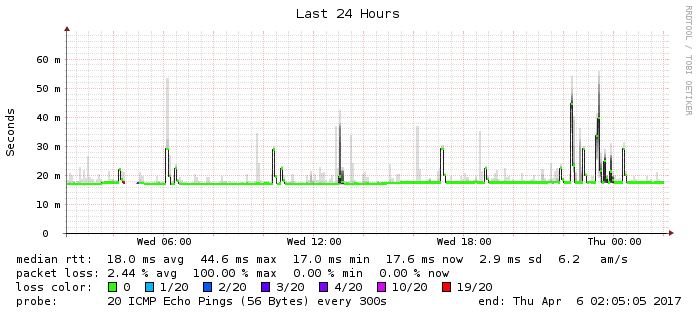 Last 24 Hours
RRDTOOL / TOBI OETIKER
Seconds
60 m
50 m
40 m
30 m
20 m
10 m
0
Wed 06:00 Wed 12:00 Wed 18:00 Thu 00:00
median rtt: 18.0 ms avg 44.6 ms max 17.0 ms min 17.6 ms now 2.9 ms sd 6.2 am/s
packet loss: 2.44 % avg 100.00 % max 0.00 % min 0.00 % now
loss color: 0 1/20 2/20 3/20 4/20 10/20 19/20
probe: 20 ICMP Echo Pings (56 Bytes) every 300s end: Thu Apr 6 02:05:05 2017